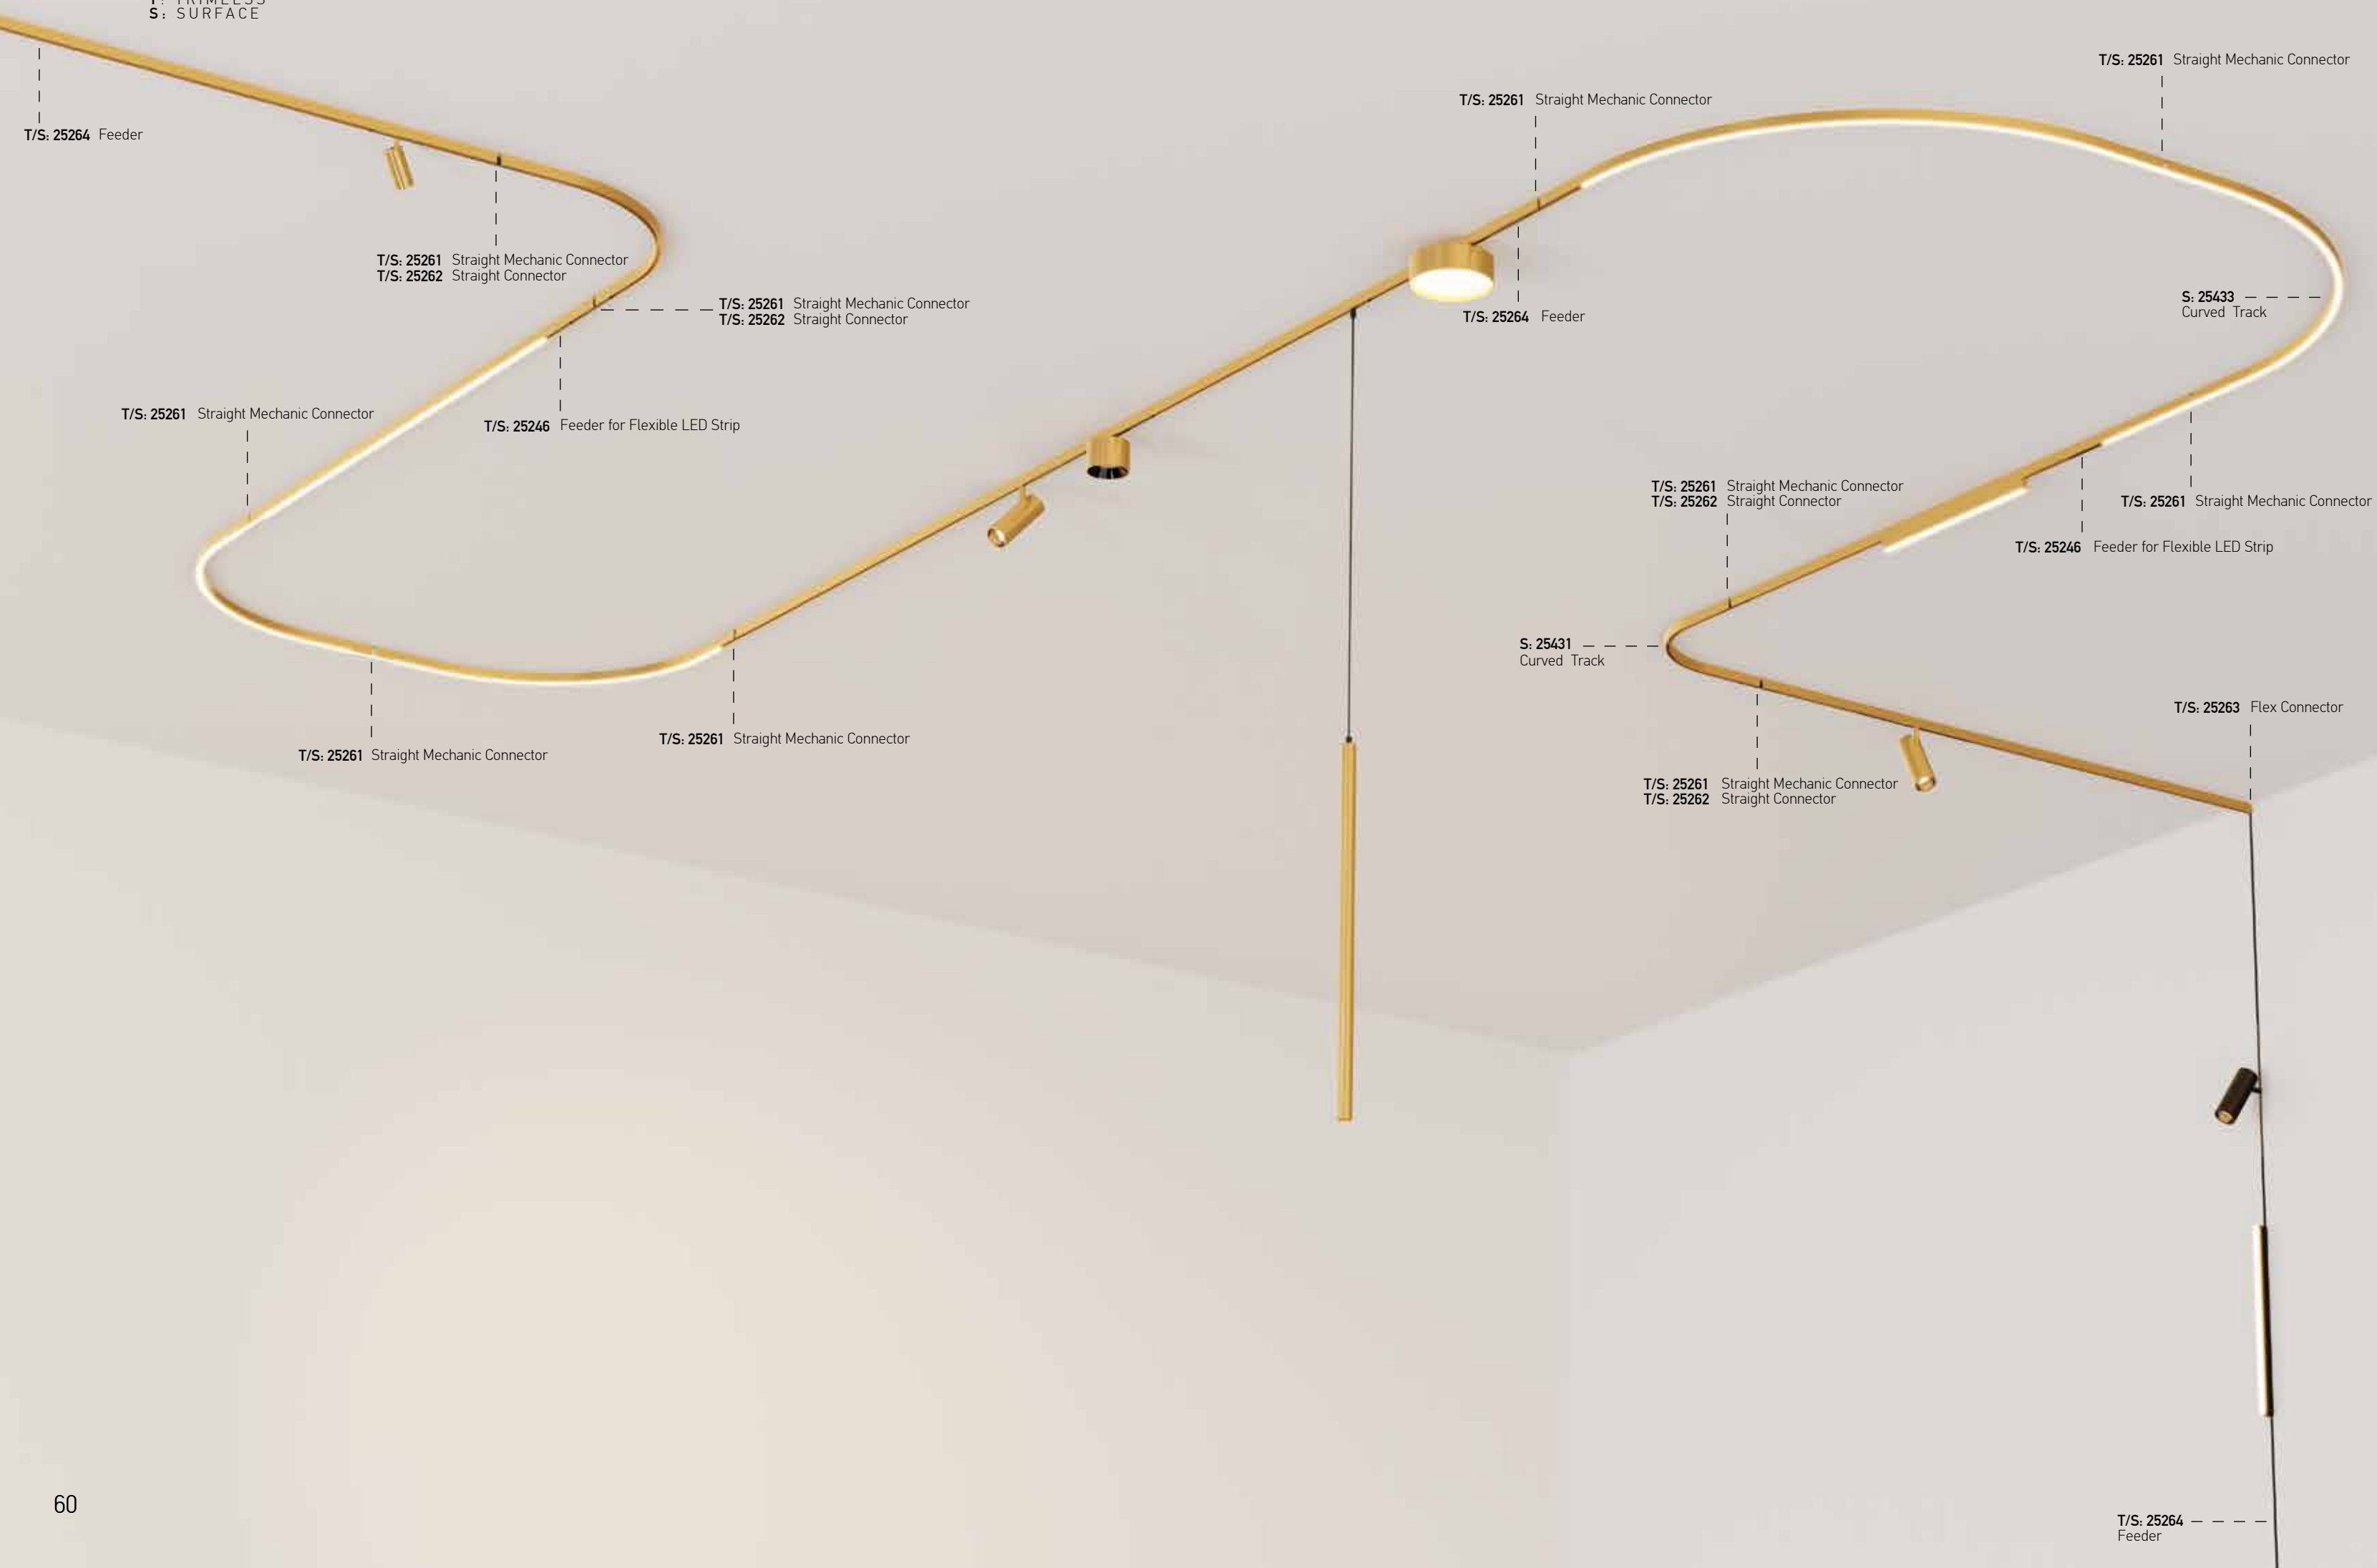 T: TRIMLESS
S: SURFACE
T/S: 25264 Feeder
T/S: 25261 Straight Mechanic Connector
T/S: 25262 Straight Connector
T/S: 25261 Straight Mechanic Connector
T/S: 25262 Straight Connector
T/S: 25261 Straight Mechanic Connector
T/S: 25246 Feeder for Flexible LED Strip
T/S: 25261 Straight Mechanic Connector
T/S: 25261 Straight Mechanic Connector
T/S: 25261 Straight Mechanic Connector
T/S: 25264 Feeder
T/S: 25261 Straight Mechanic Connector
S: 25433
Curved Track
T/S: 25261 Straight Mechanic Connector
T/S: 25246 Feeder for Flexible LED Strip
T/S: 25261 Straight Mechanic Connector
T/S: 25262 Straight Connector
S: 25431
Curved Track
T/S: 25261 Straight Mechanic Connector
T/S: 25262 Straight Connector
T/S: 25263 Flex Connector
T/S: 25264
Feeder
60